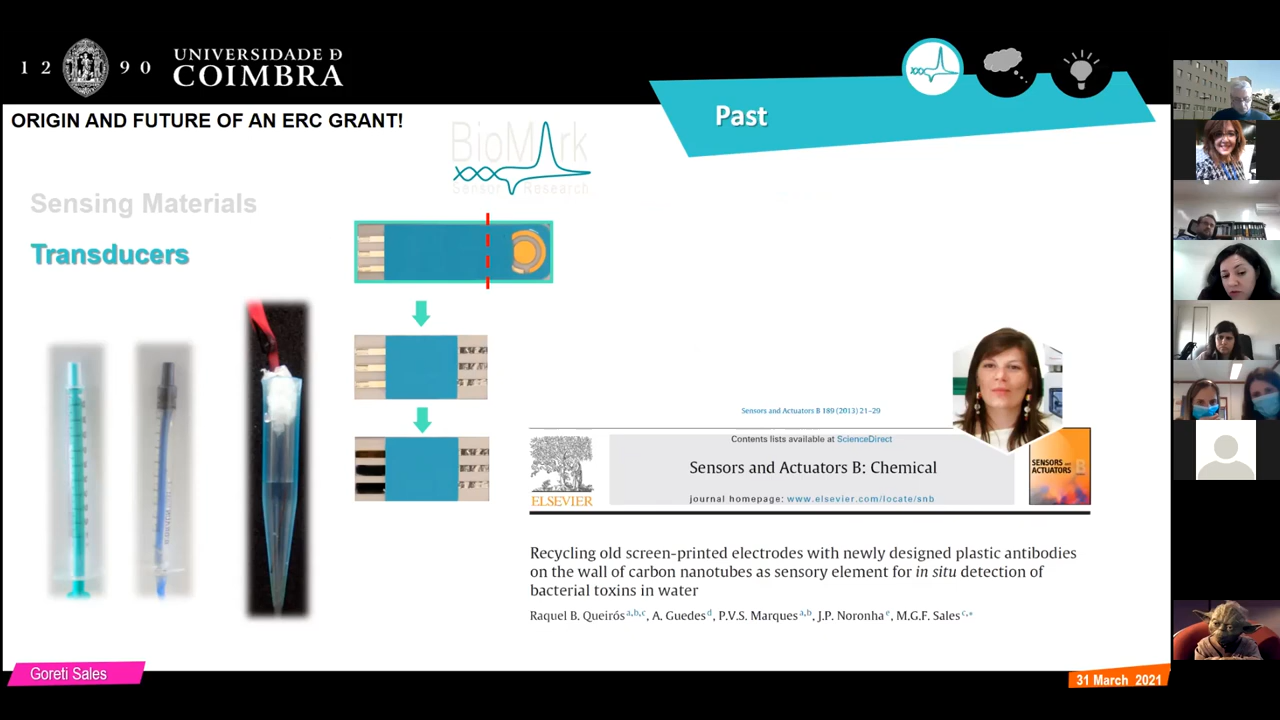 1 2 9 0
UNIVERSIDADE D
COIMBRA
ORIGIN AND FUTURE OF AN ERC GRANT!
Past
BioMark
Sensor Research
Sensing Materials
Transducers
Sensors and Actuators B 189 (2013) 21–29
Contents lists available at ScienceDirect
Sensors and Actuators B: Chemical
journal homepage: www.elsevier.com/locate/snb
ELSEVIER
SENSORS and
ACTUATORS B
Recycling old screen-printed electrodes with newly designed plastic antibodies
on the wall of carbon nanotubes as sensory element for in situ detection of
bacterial toxins in water
Raquel B. Queirós a,b,c, A. Guedes d, P.V.S. Marques a,b, J.P. Noronha e, M.G.F. Sales c,*
Goreti Sales
31 March 2021